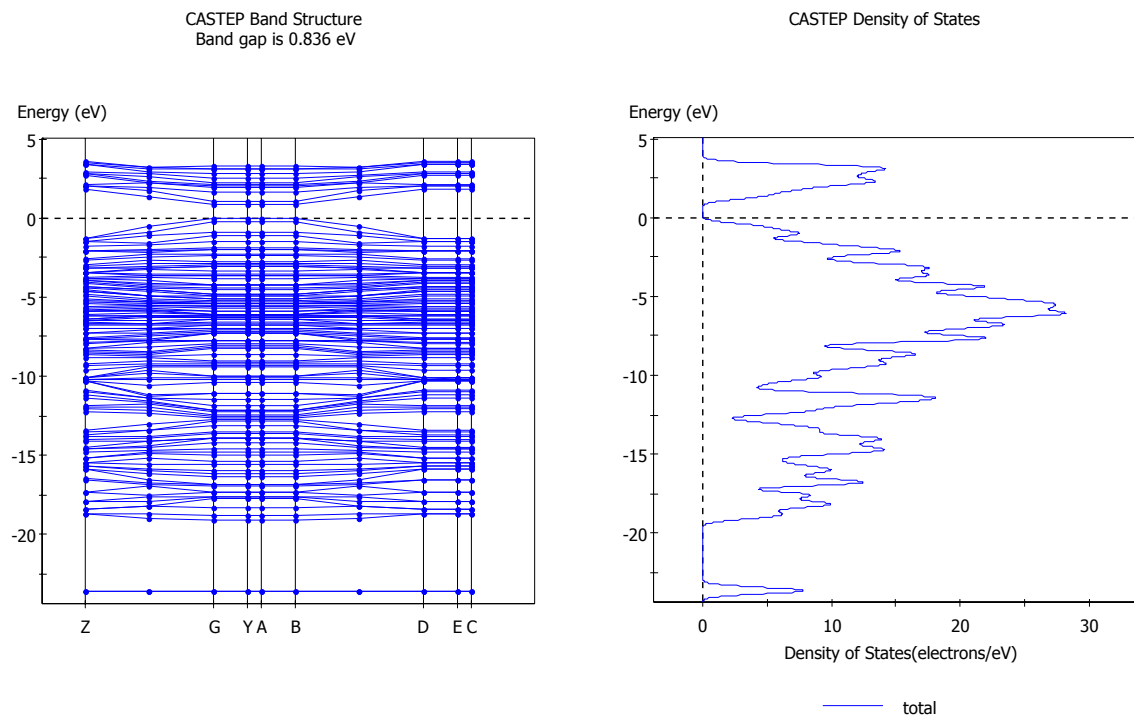 CASTEP Band Structure
Band gap is 0.836 eV
Energy (eV)
5
0
-5
-10
-15
-20
Z G Y A B D E C
CASTEP Density of States
Energy (eV)
5
0
-5
-10
-15
-20
0 10 20 30
Density of States(electrons/eV)
total